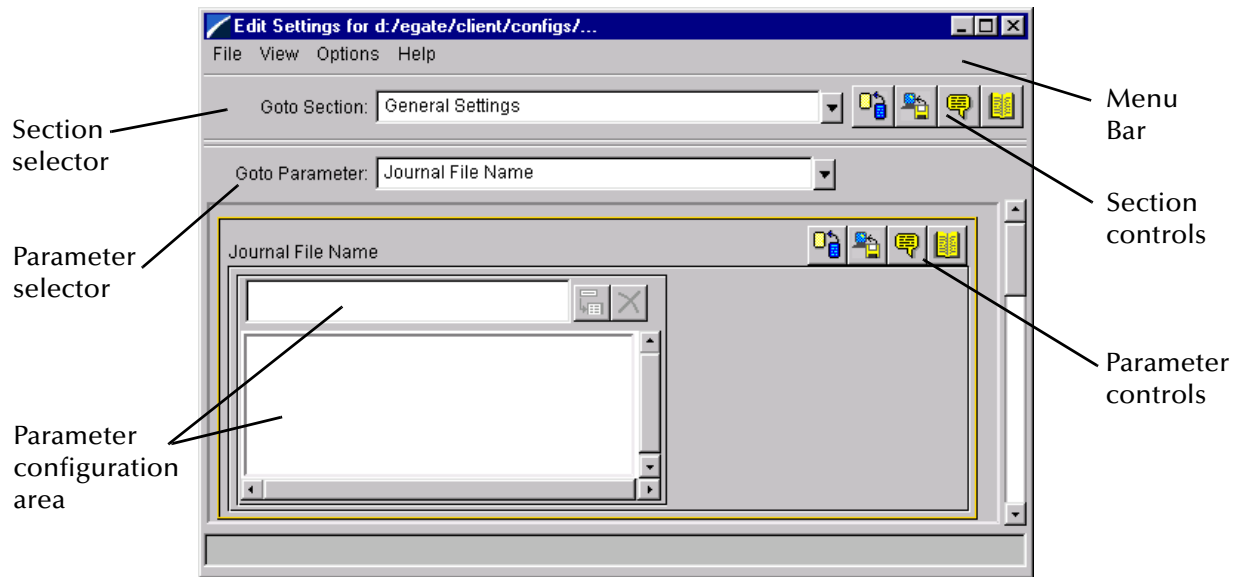 Edit Settings for d:/egate/client/configs/...
File View Options Help
Goto Section: General Settings
Menu
Bar
Section
selector
Goto Parameter: Journal File Name
Section
controls
Journal File Name
Parameter
selector
Parameter
controls
Parameter
configuration
area